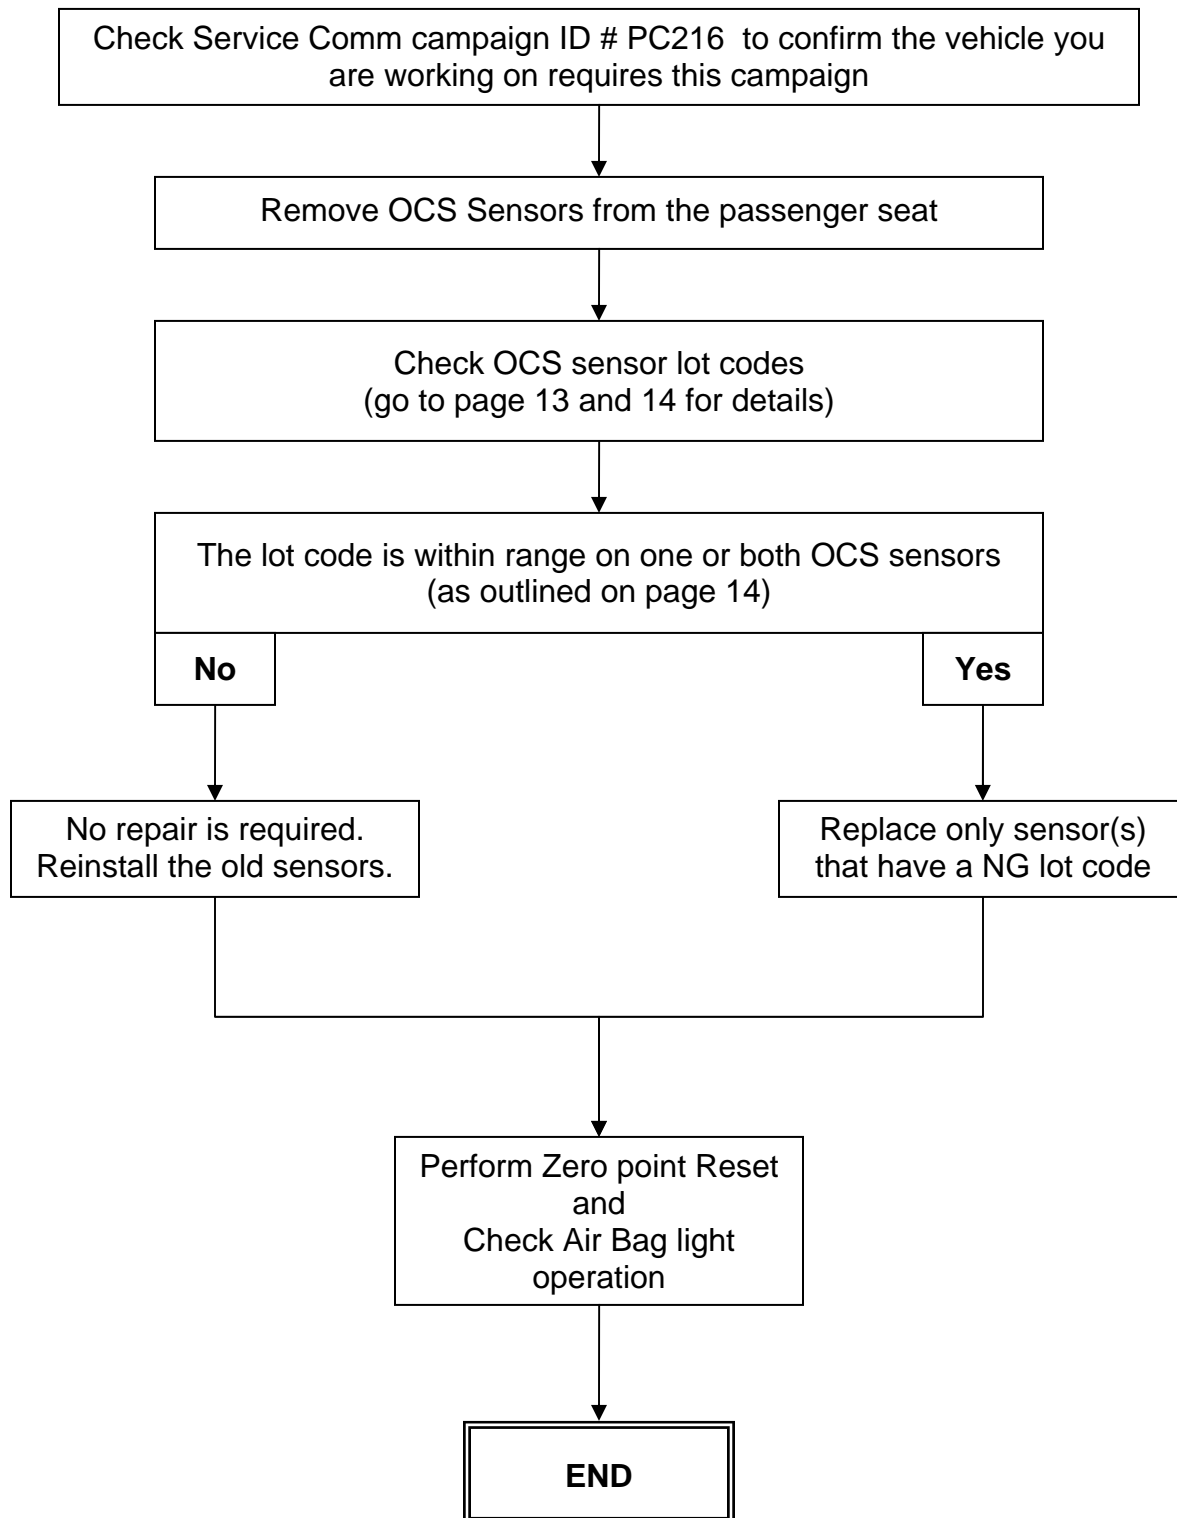 Check Service Comm campaign ID # PC216  to confirm the vehicle you
are working on requires this campaign
Remove OCS Sensors from the passenger seat
Check OCS sensor lot codes
(go to page 13 and 14 for details)
The lot code is within range on one or both OCS sensors
(as outlined on page 14)
No
Yes
No repair is required.
Reinstall the old sensors.
Replace only sensor(s)
that have a NG lot code
Perform Zero point Reset
and
Check Air Bag light
operation
END